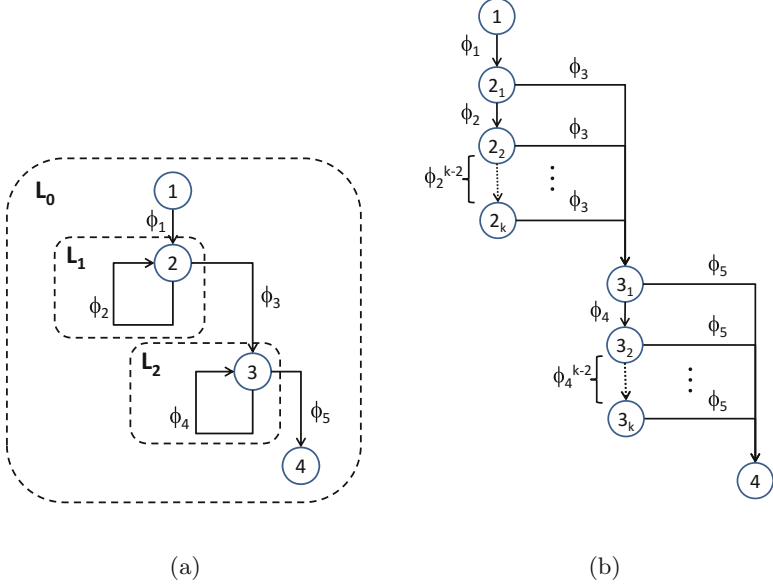 L₀
1
ϕ₁
L₁
2
ϕ₂
ϕ₃
L₂
3
ϕ₄
ϕ₅
4
(a)
1
ϕ₁
2₁
ϕ₃
ϕ₂
2₂
ϕ₃
ϕ₂ᵏ⁻²
2ₖ
ϕ₃
3₁
ϕ₅
ϕ₄
3₂
ϕ₅
ϕ₄ᵏ⁻²
3ₖ
ϕ₅
4
(b)